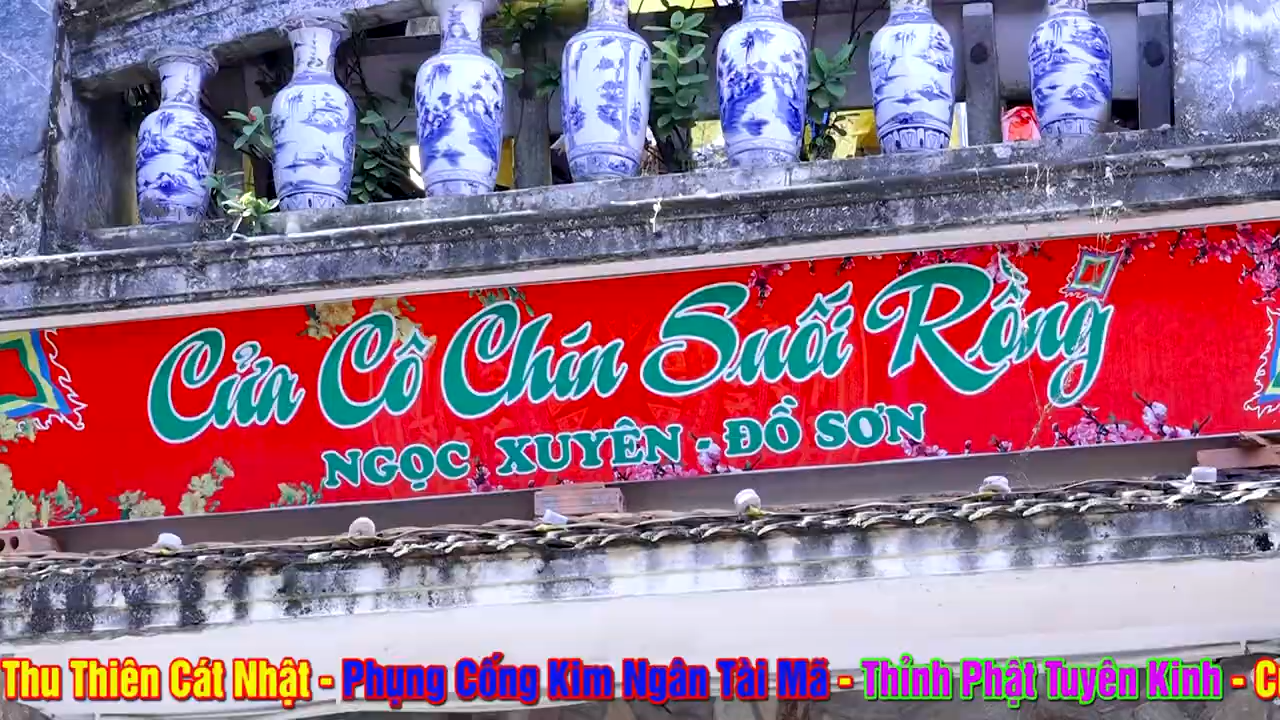 Cửa Cô Chín Suối Rồng
NGỌC XUYÊN - ĐỒ SƠN
Thu Thiên Cát Nhật - Phụng Cống Kim Ngân Tài Mã - Thỉnh Phật Tuyên Kinh -